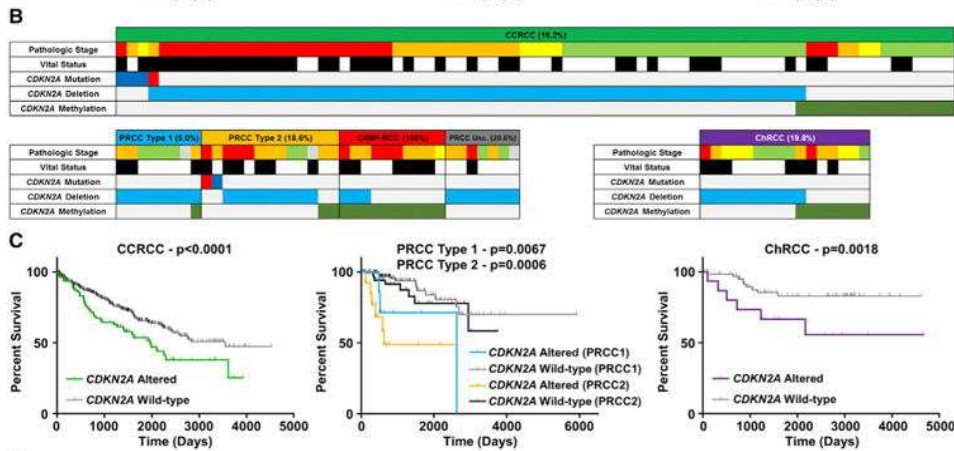 B
CCRCC (16.2%)
Pathologic Stage
Vital Status
CDKN2A Mutation
CDKN2A Deletion
CDKN2A Methylation
PRCC Type 1 (5.0%) PRCC Type 2 (18.6%) CIMP-RCC (100%) PRCC Unc. (20.6%)
Pathologic Stage
Vital Status
CDKN2A Mutation
CDKN2A Deletion
CDKN2A Methylation
ChRCC (19.8%)
Pathologic Stage
Vital Status
CDKN2A Mutation
CDKN2A Deletion
CDKN2A Methylation
C
CCRCC - p<0.0001
Percent Survival
100
50
0
CDKN2A Altered
CDKN2A Wild-type
0 1000 2000 3000 4000 5000
Time (Days)
PRCC Type 1 - p=0.0067
PRCC Type 2 - p=0.0006
Percent Survival
100
50
0
CDKN2A Altered (PRCC1)
CDKN2A Wild-type (PRCC1)
CDKN2A Altered (PRCC2)
CDKN2A Wild-type (PRCC2)
0 2000 4000 6000
Time (Days)
ChRCC - p=0.0018
Percent Survival
100
50
0
CDKN2A Altered
CDKN2A Wild-type
0 1000 2000 3000 4000 5000
Time (Days)